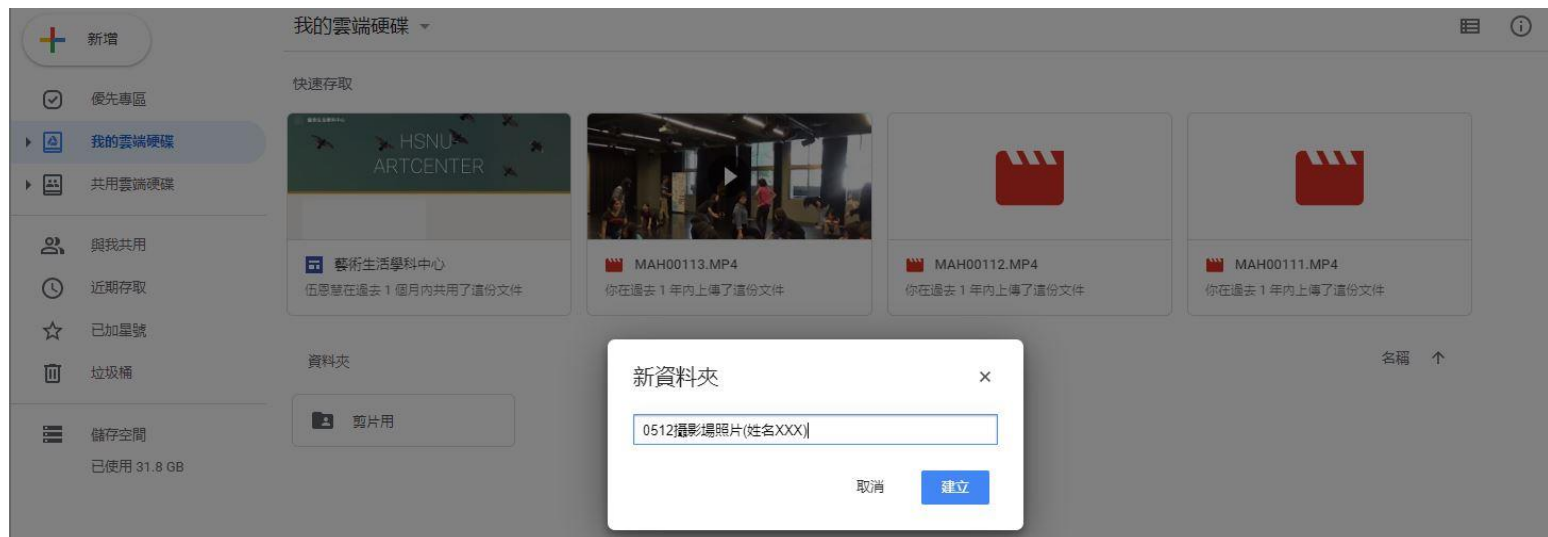 新增
優先專區
我的雲端硬碟
共用雲端硬碟
與我共用
近期存取
已加星號
垃圾桶
儲存空間
已使用 31.8 GB
我的雲端硬碟
快速存取
HSNU
ARTCENTER
藝術生活學科中心
伍恩慧在過去 1 個月內共用了這份文件
MAH00113.MP4
你在過去 1 年內上傳了這份文件
MAH00112.MP4
你在過去 1 年內上傳了這份文件
MAH00111.MP4
你在過去 1 年內上傳了這份文件
資料夾
名稱
剪片用
新資料夾
0512攝影場照片(姓名XXX)
取消
建立